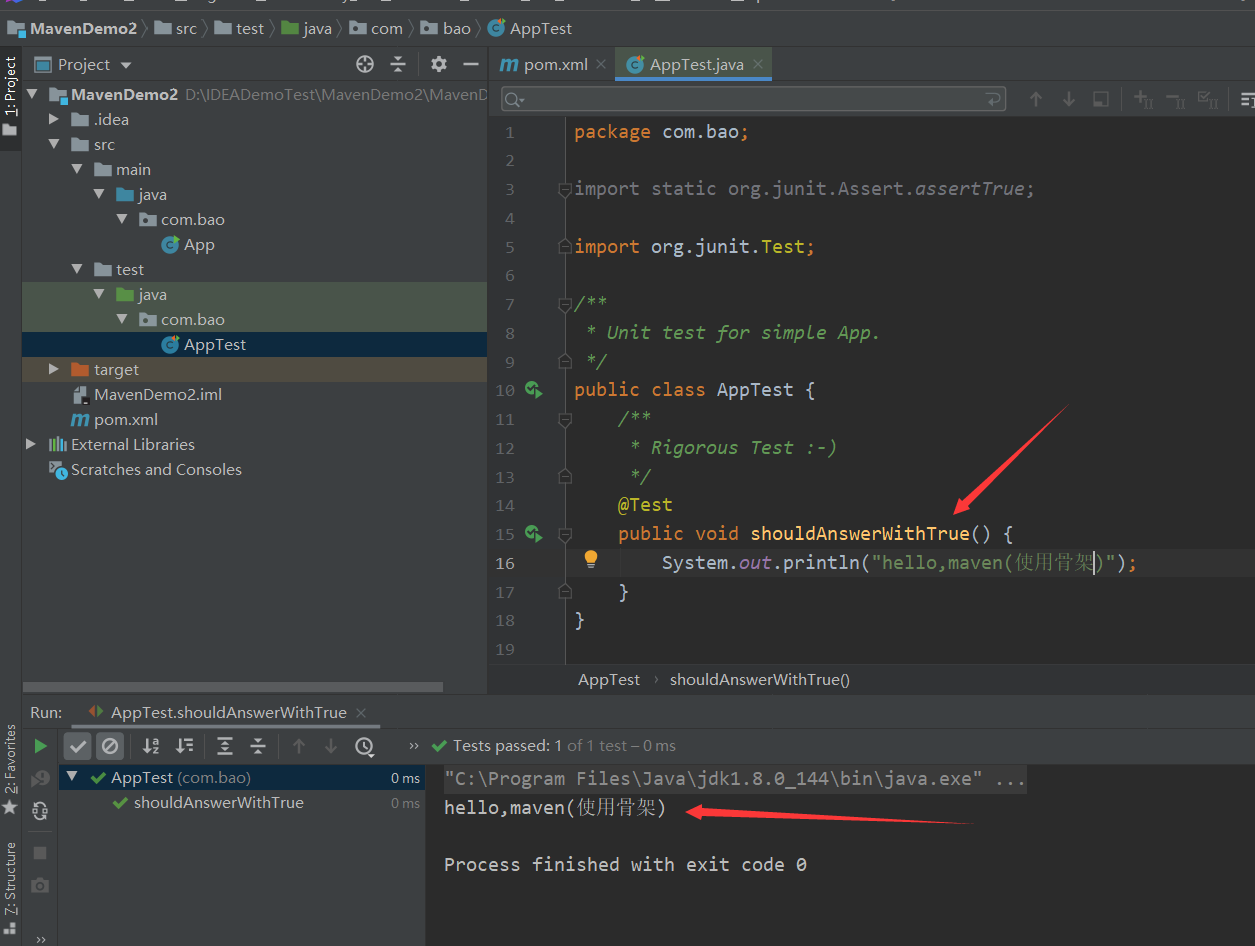 MavenDemo2 src test java com bao AppTest
1: Project
Project
pom.xml
AppTest.java
MavenDemo2 D:\IDEADemoTest\MavenDemo2\MavenD
.idea
src
main
java
com.bao
App
test
java
com.bao
AppTest
target
MavenDemo2.iml
pom.xml
External Libraries
Scratches and Consoles
1 package com.bao;
2
3 import static org.junit.Assert.assertTrue;
4
5 import org.junit.Test;
6
7 /**
8 * Unit test for simple App.
9 */
10 public class AppTest {
11 /**
12 * Rigorous Test :-)
13 */
14 @Test
15 public void shouldAnswerWithTrue() {
16 System.out.println("hello,maven(使用骨架)");
17 }
18 }
19
AppTest › shouldAnswerWithTrue()
Run: AppTest.shouldAnswerWithTrue
2: Favorites
Z: Structure
» Tests passed: 1 of 1 test – 0 ms
AppTest (com.bao) 0 ms
shouldAnswerWithTrue 0 ms
"C:\Program Files\Java\jdk1.8.0_144\bin\java.exe" ...
hello,maven(使用骨架)
Process finished with exit code 0
»